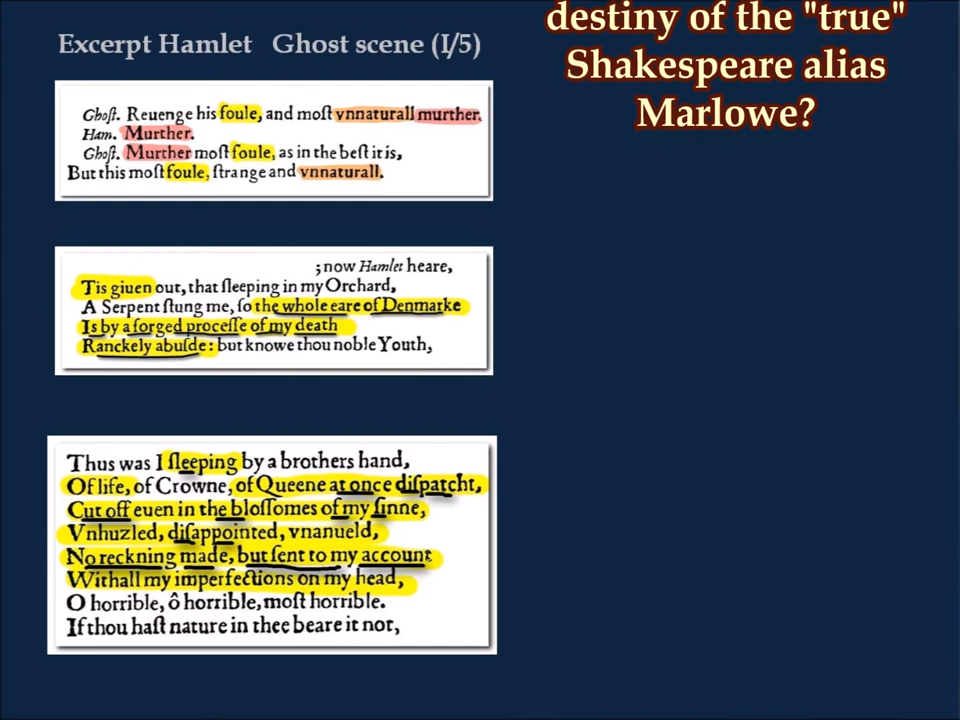 Excerpt Hamlet Ghost scene (I/5)
destiny of the "true"
Shakespeare alias
Marlowe?
Ghoſt. Reuenge his foule, and moſt vnnaturall murther.
Ham. Murther.
Ghoſt. Murther moſt foule, as in the beſt it is,
But this moſt foule, ſtrange and vnnaturall.
; now Hamlet heare,
Tis giuen out, that ſleeping in my Orchard,
A Serpent ſtung me, ſo the whole eare of Denmarke
Is by a forged proceſſe of my death
Ranckely abuſde: but knowe thou noble Youth,
Thus was I ſleeping by a brothers hand,
Of life, of Crowne, of Queene at once diſpatcht,
Cut off euen in the bloſſomes of my ſinne,
Vnhuzled, diſappointed, vnanueld,
No reckning made, but ſent to my account
Withall my imperfections on my head,
O horrible, ô horrible, moſt horrible.
If thou haſt nature in thee beare it not,